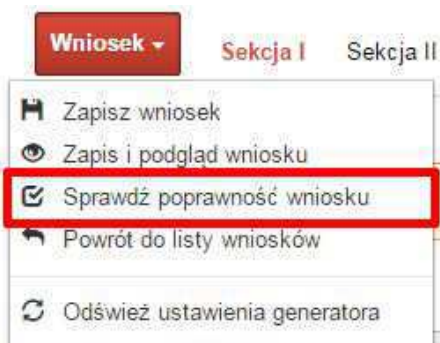 Wniosek Sekcja I Sekcja II
Zapisz wniosek
Zapis i podgląd wniosku
Sprawdź poprawność wniosku
Powrót do listy wniosków
Odśwież ustawienia generatora